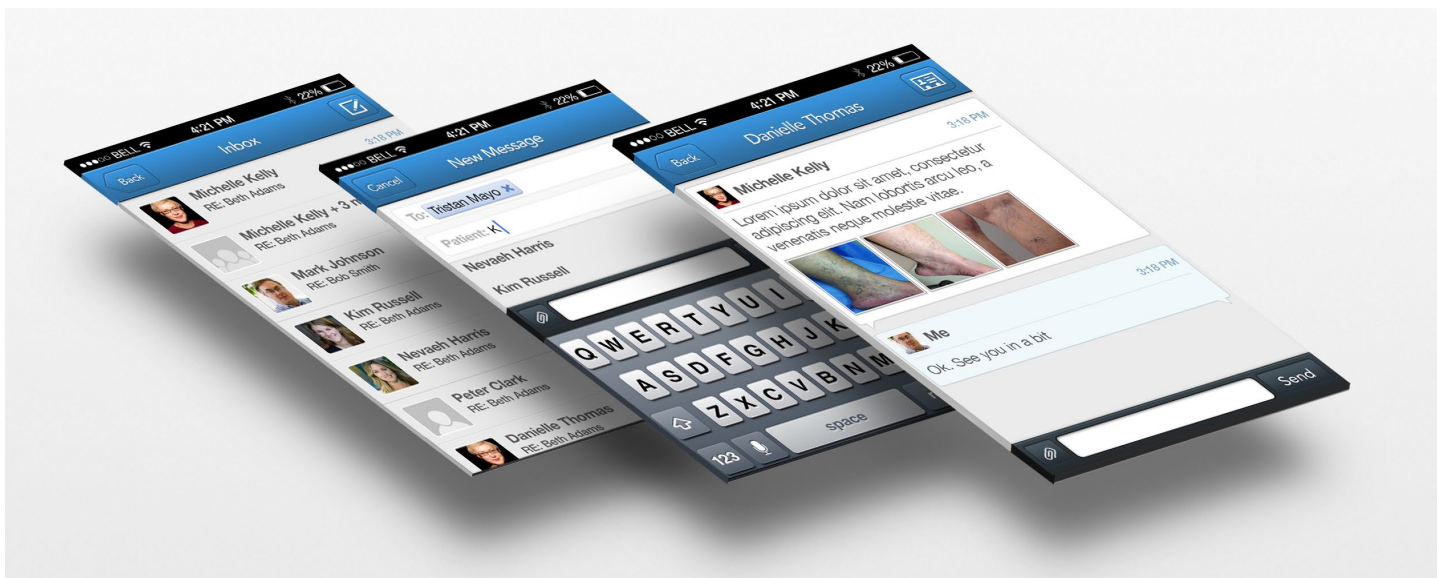 BELL 4:21 PM 22%
Back Inbox
3:18 PM
Michelle Kelly
RE: Beth Adams
Michelle Kelly + 3
RE: Beth Adams
Mark Johnson
RE: Bob Smith
Kim Russell
RE: Beth Adams
Nevaeh Harris
RE: Beth Adams
Peter Clark
RE: Beth Adams
Danielle Thomas
RE: Beth Adams
BELL 4:21 PM 22%
Cancel New Message
To: Tristan Mayo x
Patient: K
Nevaeh Harris
Kim Russell
Q W E R T Y U I
A S D F G H J K
Z X C V B N M
123 space
BELL 4:21 PM 22%
Back Danielle Thomas
3:18 PM
Michelle Kelly
Lorem ipsum dolor sit amet, consectetur
adipiscing elit. Nam lobortis arcu leo, a
venenatis neque molestie vitae.
3:18 PM
Me
Ok. See you in a bit
Send